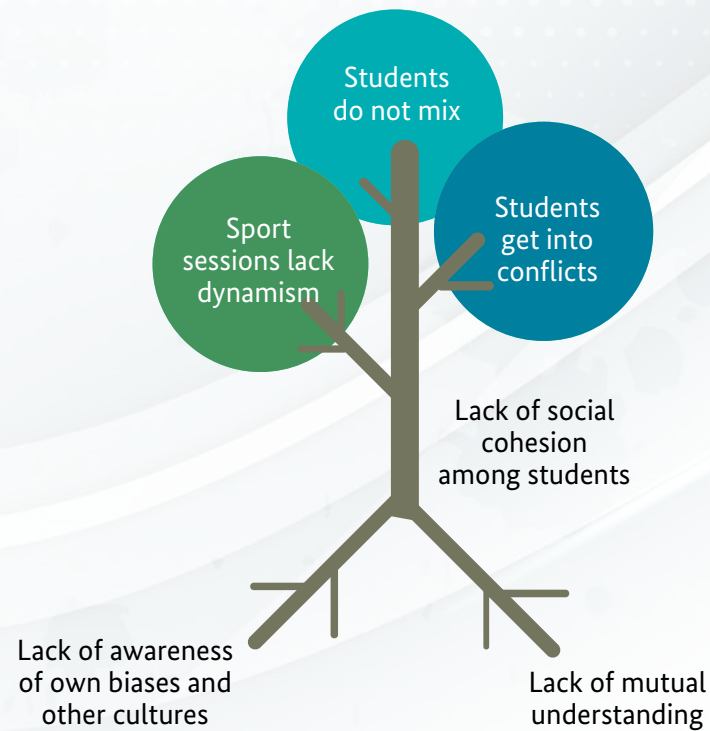 Students
do not mix
Sport
sessions lack
dynamism
Students
get into
conflicts
Lack of social
cohesion
among students
Lack of awareness
of own biases and
other cultures
Lack of mutual
understanding